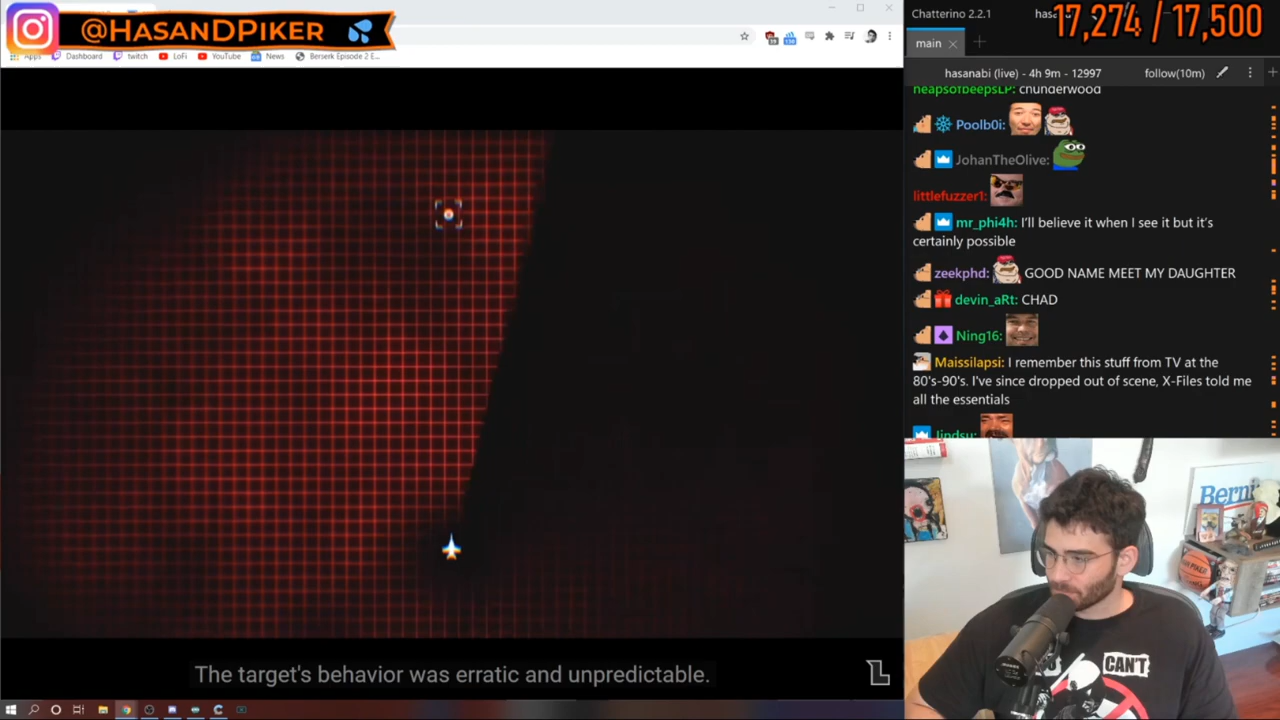 @HASANDPIKER
Apps Dashboard twitch LoFi YouTube News Berserk Episode 2 E...
The target's behavior was erratic and unpredictable.
Chatterino 2.2.1
17,274 / 17,500
main
hasanabi (live) - 4h 9m - 12997 follow(10m)
heapsofbeepsLP: chunderwood
Poolb0i:
JohanTheOlive:
littlefuzzer1:
mr_phi4h: I'll believe it when I see it but it's
certainly possible
zeekphd: GOOD NAME MEET MY DAUGHTER
devin_aRt: CHAD
Ning16:
Maissilapsi: I remember this stuff from TV at the
80's-90's. I've since dropped out of scene, X-Files told me
all the essentials
lindsu:
Bernie
CAN'T